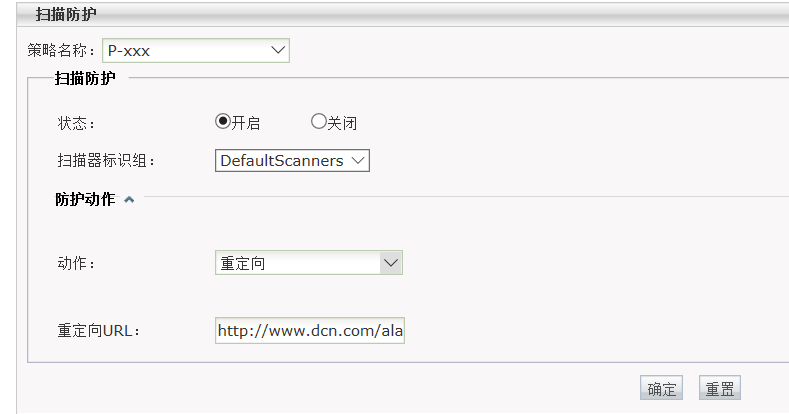 扫描防护
策略名称： P-xxx
扫描防护
状态： 开启 关闭
扫描器标识组： DefaultScanners
防护动作
动作： 重定向
重定向URL： http://www.dcn.com/ala
确定 重置